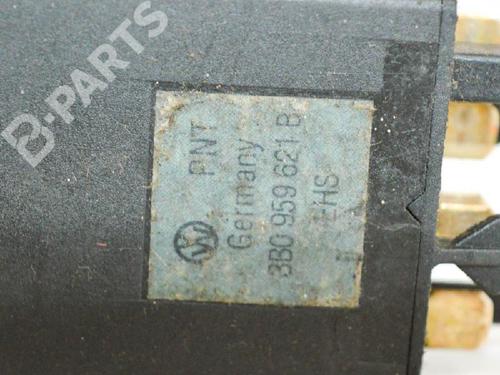 B-PARTS
PNT
Germany
3B0 959 621 B
EHS